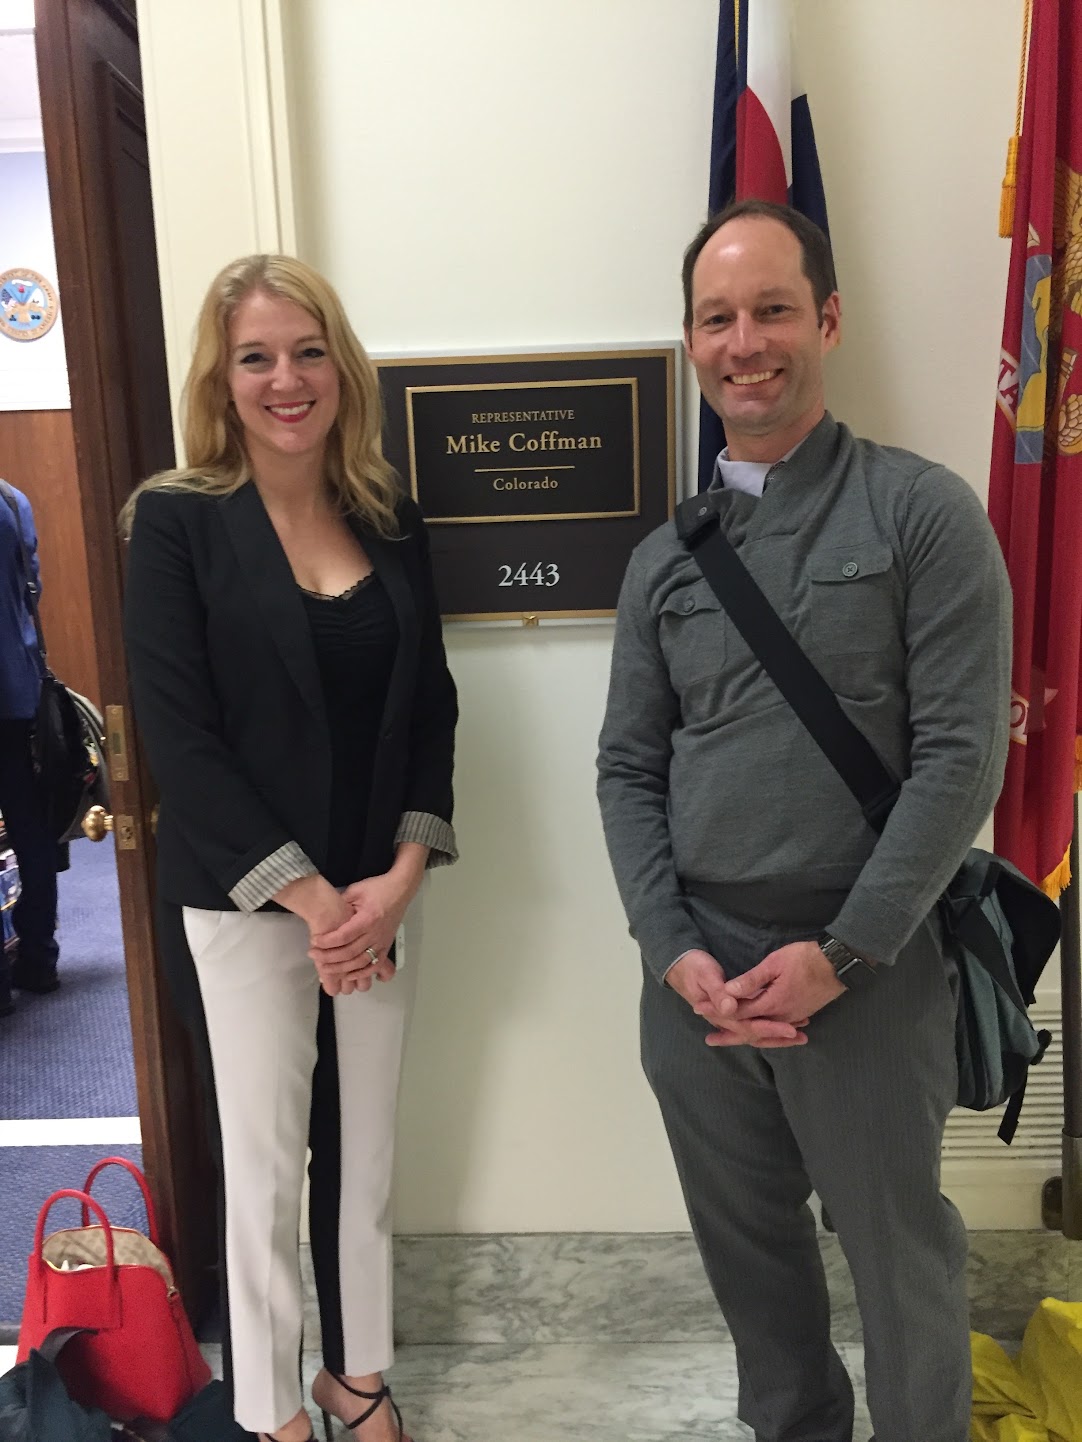 REPRESENTATIVE
Mike Coffman
Colorado
2443